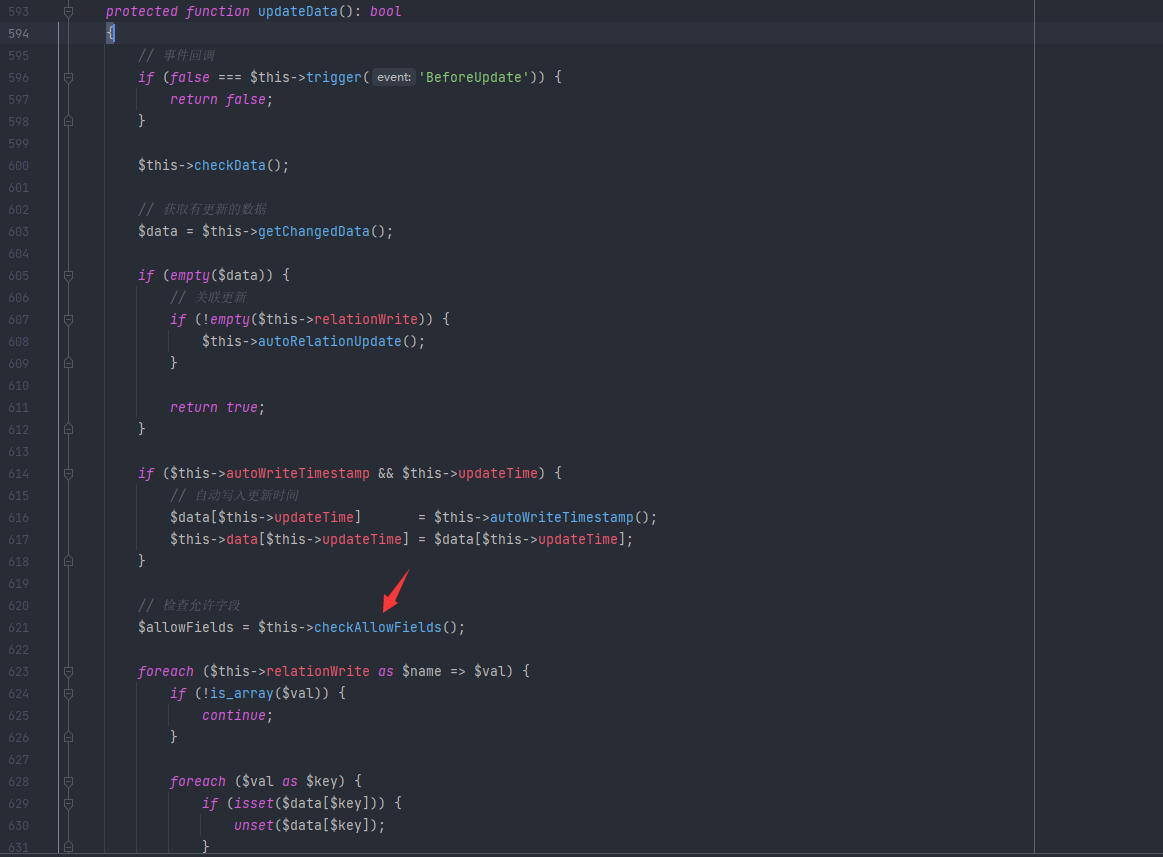 593 protected function updateData(): bool
594 {
595 // 事件回调
596 if (false === $this->trigger( event: 'BeforeUpdate')) {
597 return false;
598 }
599
600 $this->checkData();
601
602 // 获取有更新的数据
603 $data = $this->getChangedData();
604
605 if (empty($data)) {
606 // 关联更新
607 if (!empty($this->relationWrite)) {
608 $this->autoRelationUpdate();
609 }
610
611 return true;
612 }
613
614 if ($this->autoWriteTimestamp && $this->updateTime) {
615 // 自动写入更新时间
616 $data[$this->updateTime]       = $this->autoWriteTimestamp();
617 $this->data[$this->updateTime] = $data[$this->updateTime];
618 }
619
620 // 检查允许字段
621 $allowFields = $this->checkAllowFields();
622
623 foreach ($this->relationWrite as $name => $val) {
624 if (!is_array($val)) {
625 continue;
626 }
627
628 foreach ($val as $key) {
629 if (isset($data[$key])) {
630 unset($data[$key]);
631 }